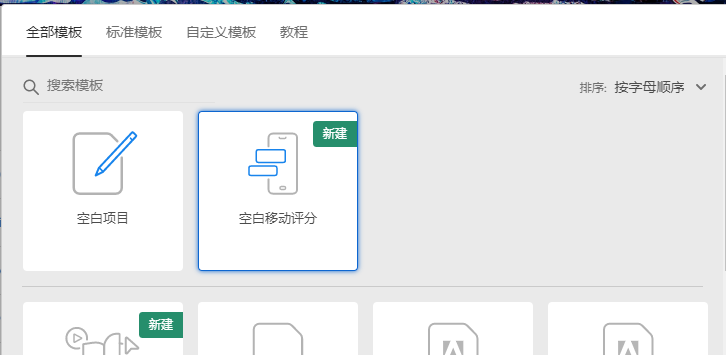 全部模板 标准模板 自定义模板 教程
搜索模板 排序: 按字母顺序
新建
空白项目 空白移动评分
新建